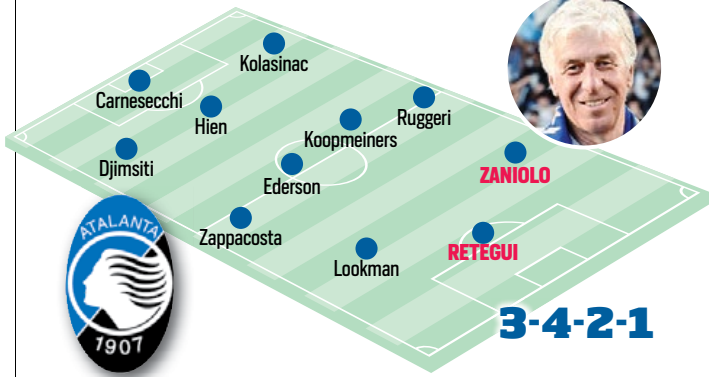 Kolasinac
Carnesecchi
Hien
Ruggeri
Koopmeiners
Djimsiti
Ederson
ZANIOLO
Zappacosta
Lookman
RETEGUI
ATALANTA
1907
3-4-2-1